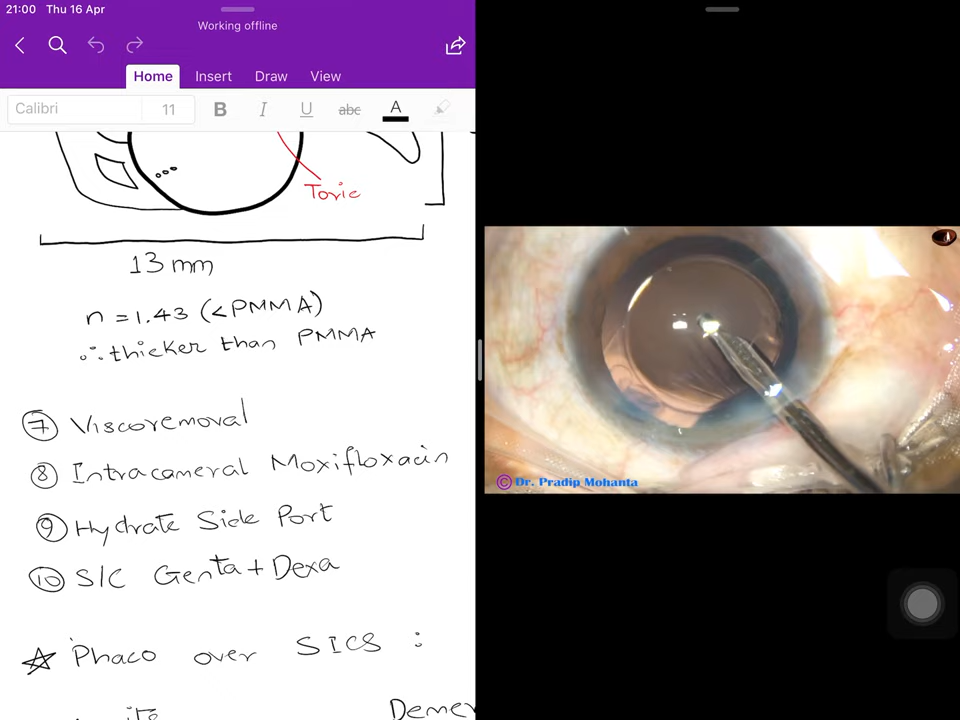 21:00 Thu 16 Apr
Working offline
Home Insert Draw View
Calibri 11 B I U abc A
Toric
13 mm
n = 1.43 (< PMMA)
∴ thicker than PMMA
⑦ Viscoremoval
⑧ Intracameral Moxifloxacin
⑨ Hydrate Side Port
⑩ S/C Genta + Dexa
☆ Phaco over SICS :
© Dr. Pradip Mohanta